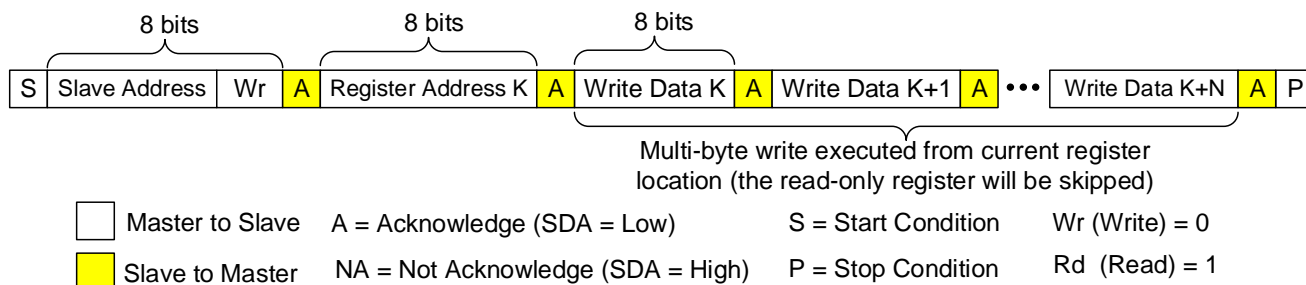 8 bits 8 bits 8 bits
S Slave Address Wr A Register Address K A Write Data K A Write Data K+1 A ••• Write Data K+N A P
Multi-byte write executed from current register
location (the read-only register will be skipped)
Master to Slave A = Acknowledge (SDA = Low) S = Start Condition Wr (Write) = 0
Slave to Master NA = Not Acknowledge (SDA = High) P = Stop Condition Rd (Read) = 1